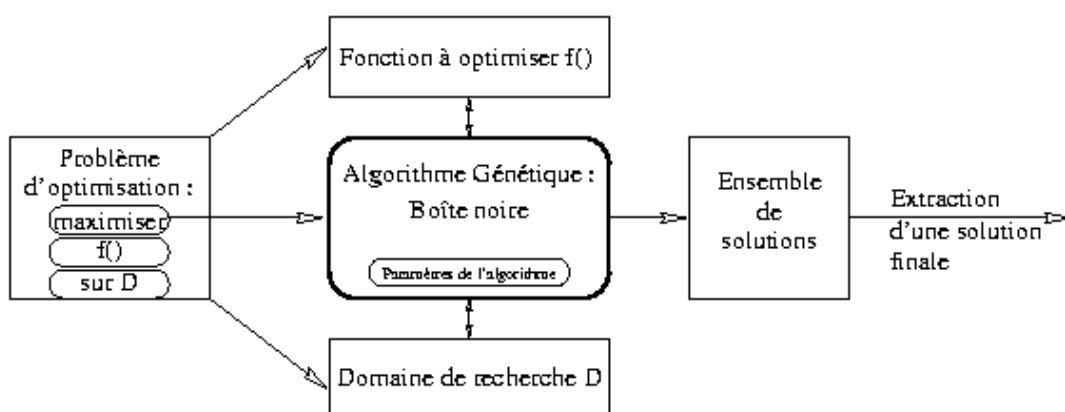 Fonction à optimiser f()
Problème
d'optimisation :
maximiser
f()
sur D
Algorithme Génétique :
Boîte noire
Paramètres de l'algorithme
Ensemble
de
solutions
Extraction
d'une solution
finale
Domaine de recherche D